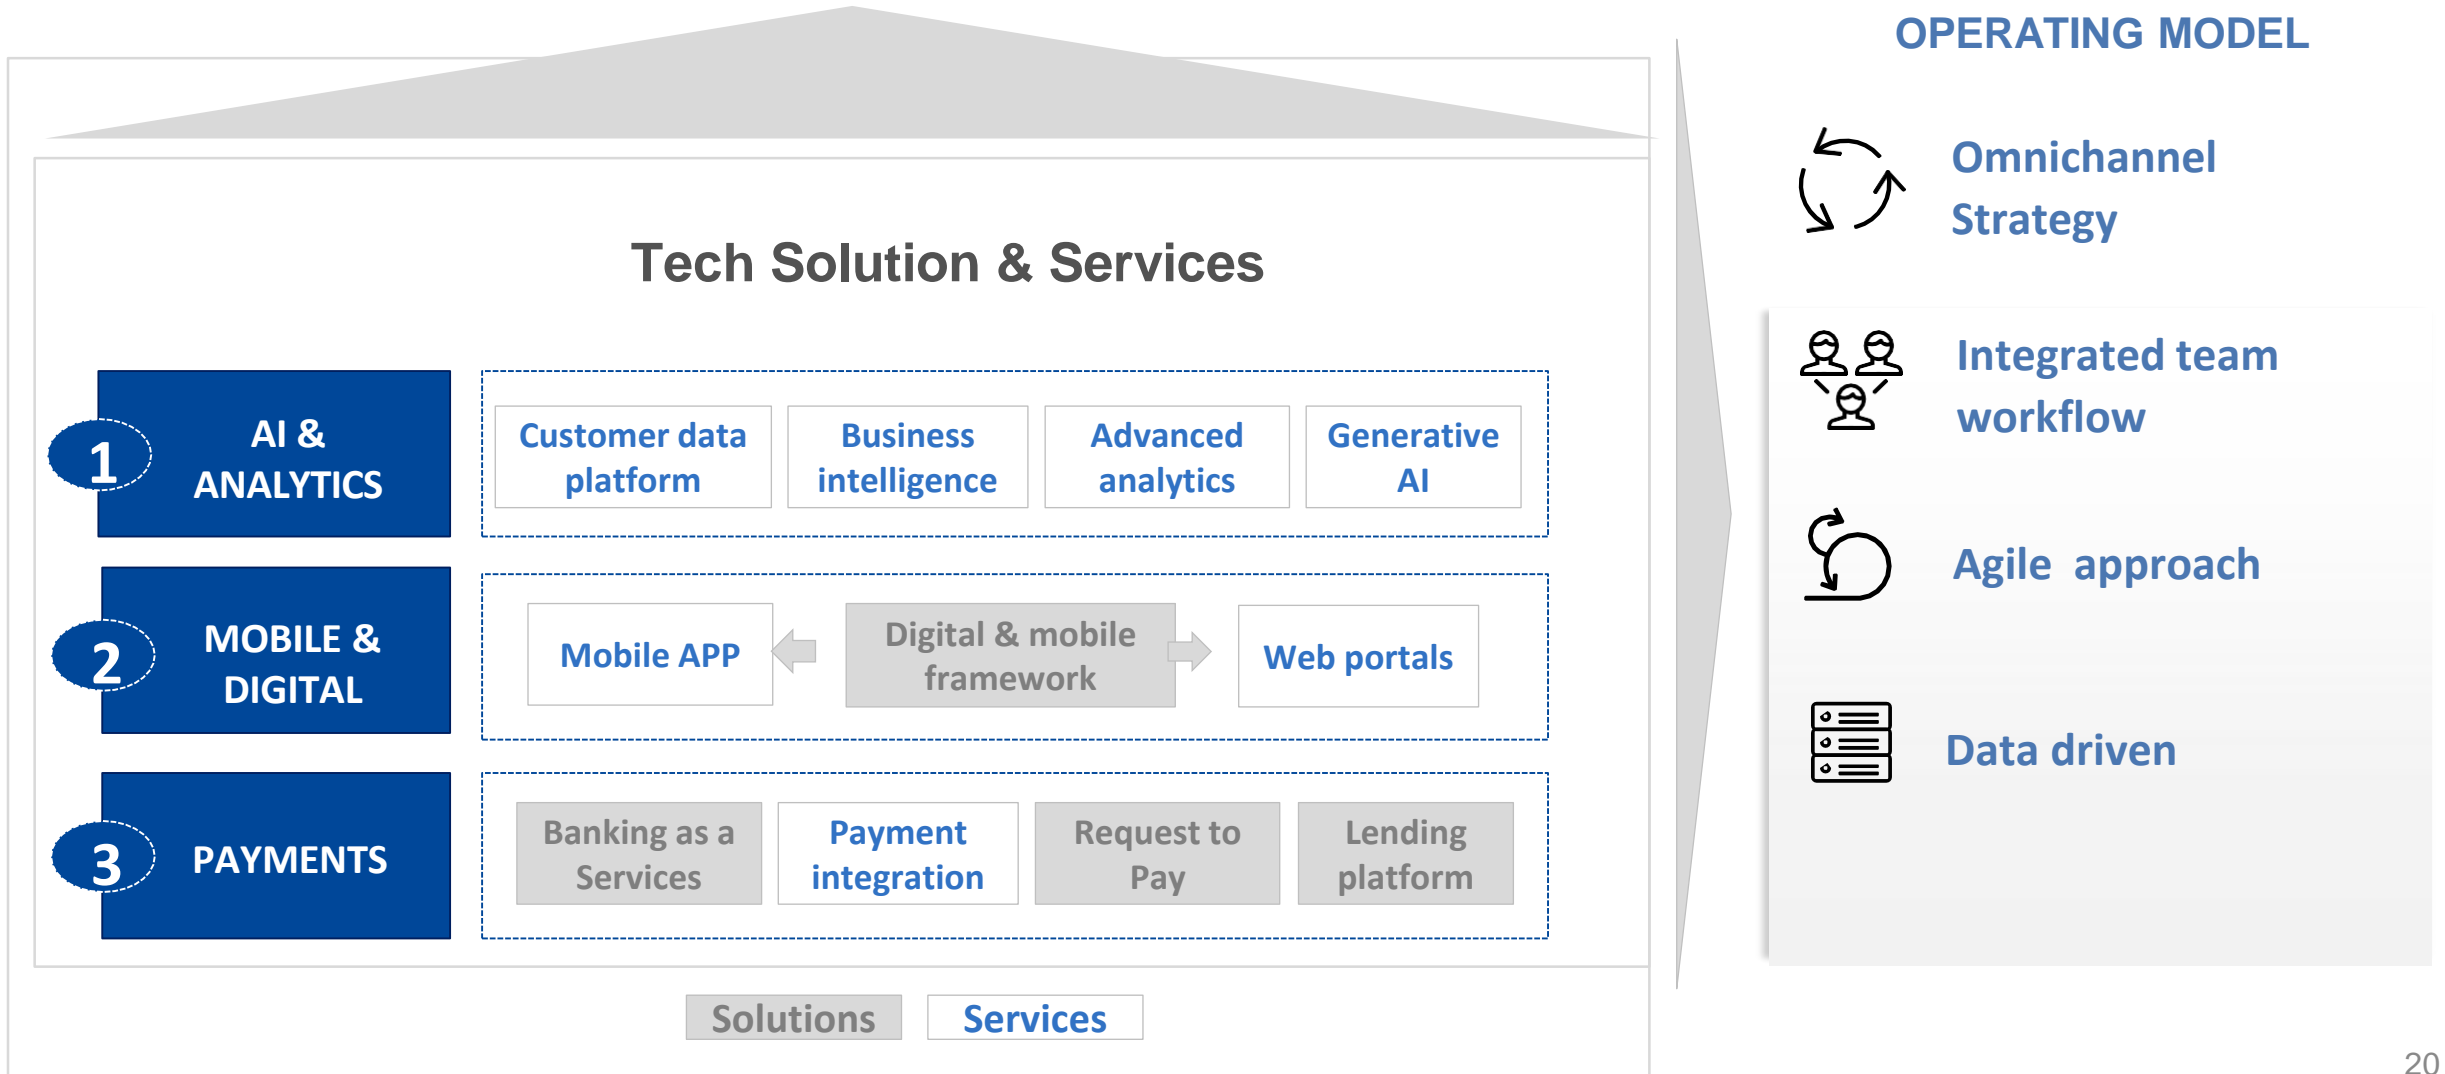 OPERATING MODEL
Omnichannel
Strategy
Integrated team
workflow
Agile  approach
Data driven
Tech Solution & Services
1
AI &
ANALYTICS
Customer data
platform
Business
intelligence
Advanced
analytics
Generative
AI
2
MOBILE &
DIGITAL
Mobile APP
Digital & mobile
framework
Web portals
3
PAYMENTS
Banking as a
Services
Payment
integration
Request to
Pay
Lending
platform
Solutions
Services
20